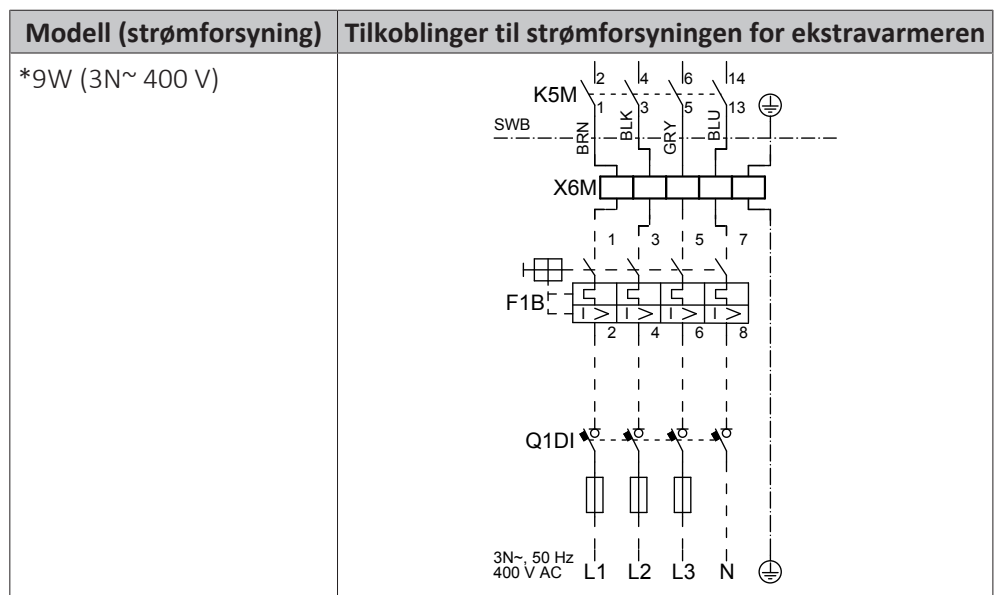 Modell (strømforsyning) Tilkoblinger til strømforsyningen for ekstravarmeren
*9W (3N~ 400 V)
2 4 6 14
K5M
1 3 5 13
SWB
BRN BLK GRY BLU
X6M
1 3 5 7
F1B
I > I > I > I >
2 4 6 8
Q1DI
3N~, 50 Hz
400 V AC L1 L2 L3 N